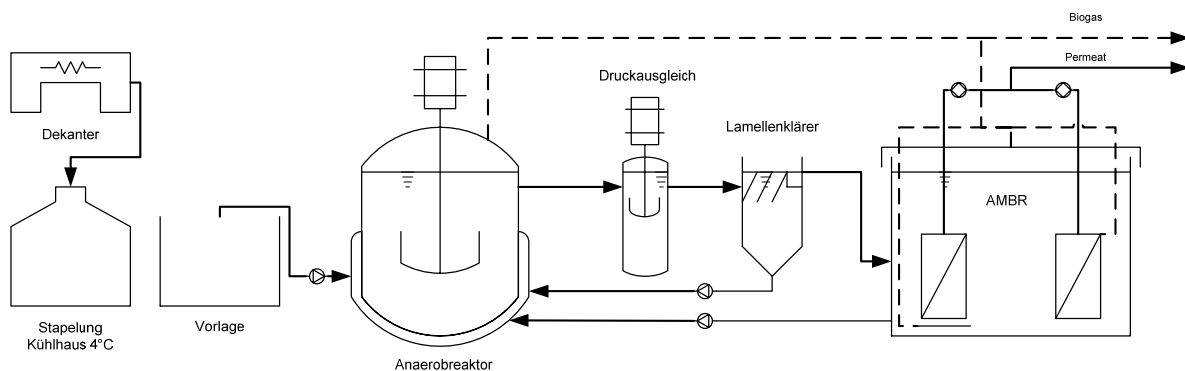 Biogas
Permeat
Druckausgleich
Lamellenklärer
Dekanter
AMBR
Stapelung
Kühlhaus 4°C
Vorlage
Anaerobreaktor